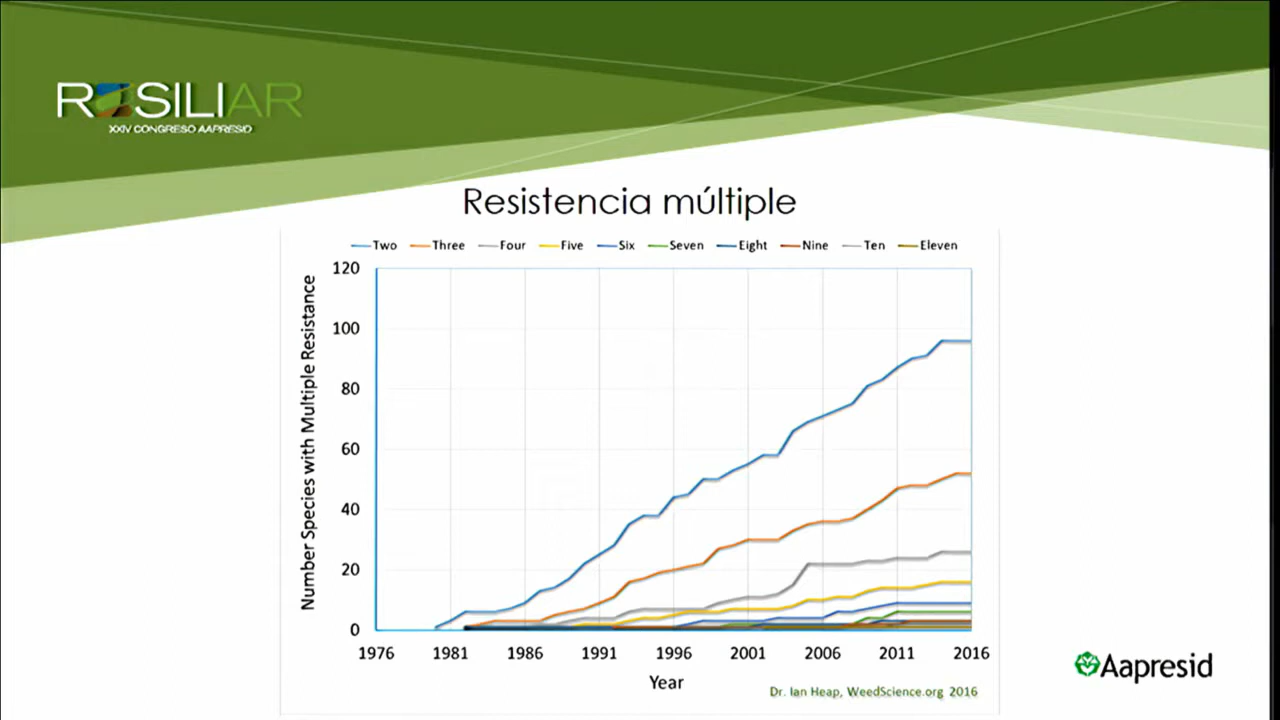 ROSILIAR
XXIV CONGRESO AAPRESID
Resistencia múltiple
Two Three Four Five Six Seven Eight Nine Ten Eleven
Number Species with Multiple Resistance
120
100
80
60
40
20
0
1976 1981 1986 1991 1996 2001 2006 2011 2016
Year
Dr. Ian Heap, WeedScience.org 2016
Aapresid